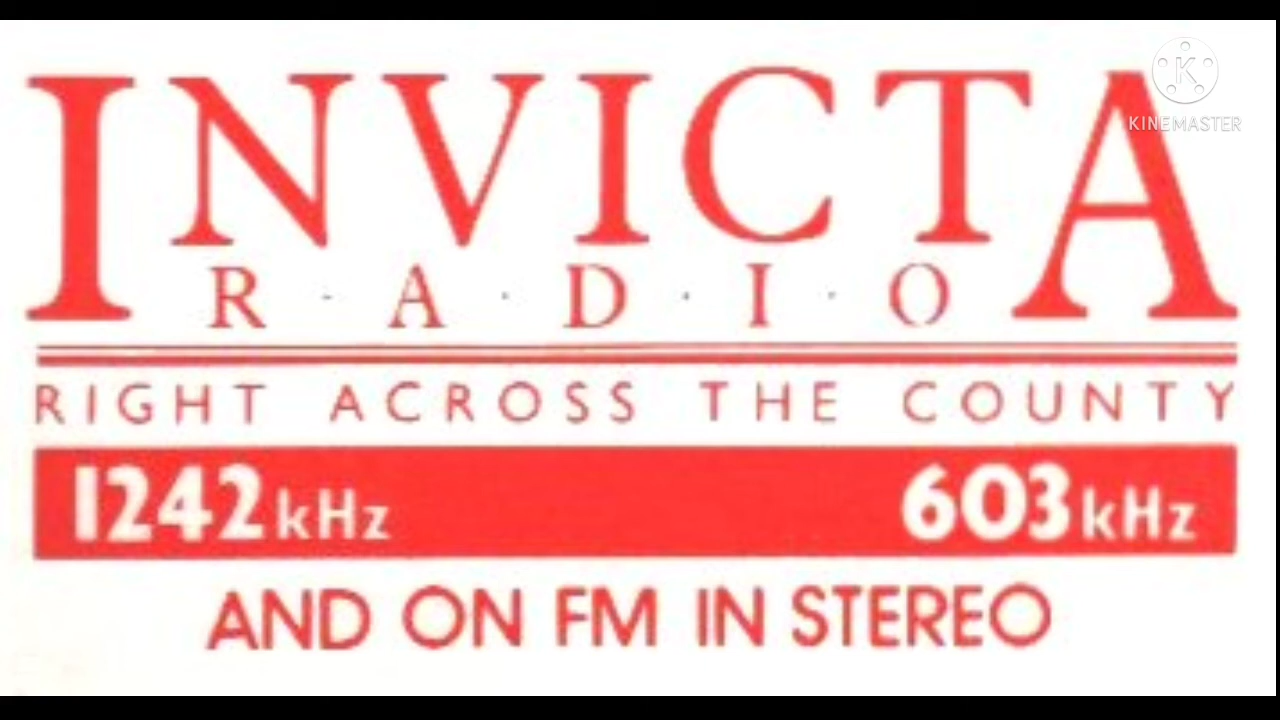 INVICTA
KINEMASTER
R·A·D·I·O
RIGHT ACROSS THE COUNTY
1242kHz 603kHz
AND ON FM IN STEREO